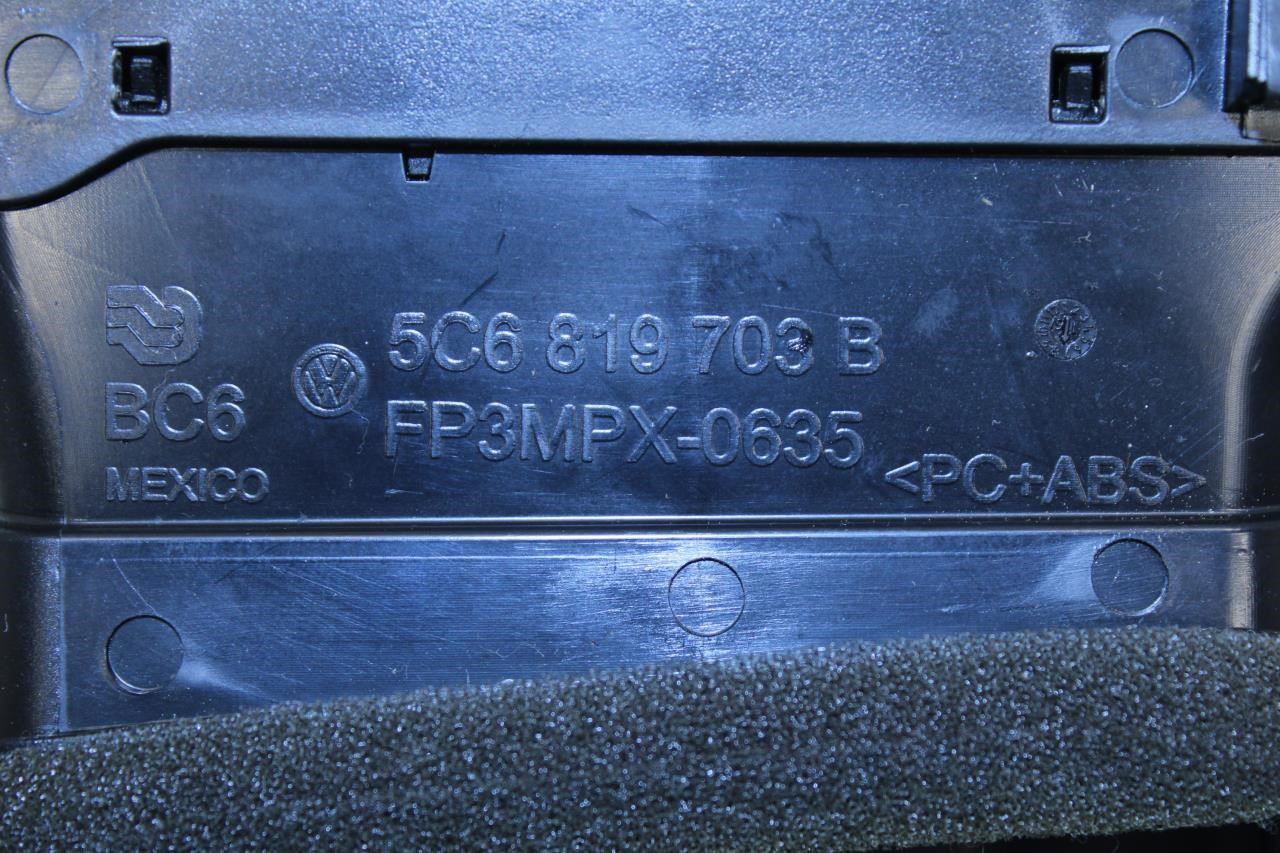 5C6 819 703 B
FP3MPX-0635
BC6
MEXICO
<PC+ABS>